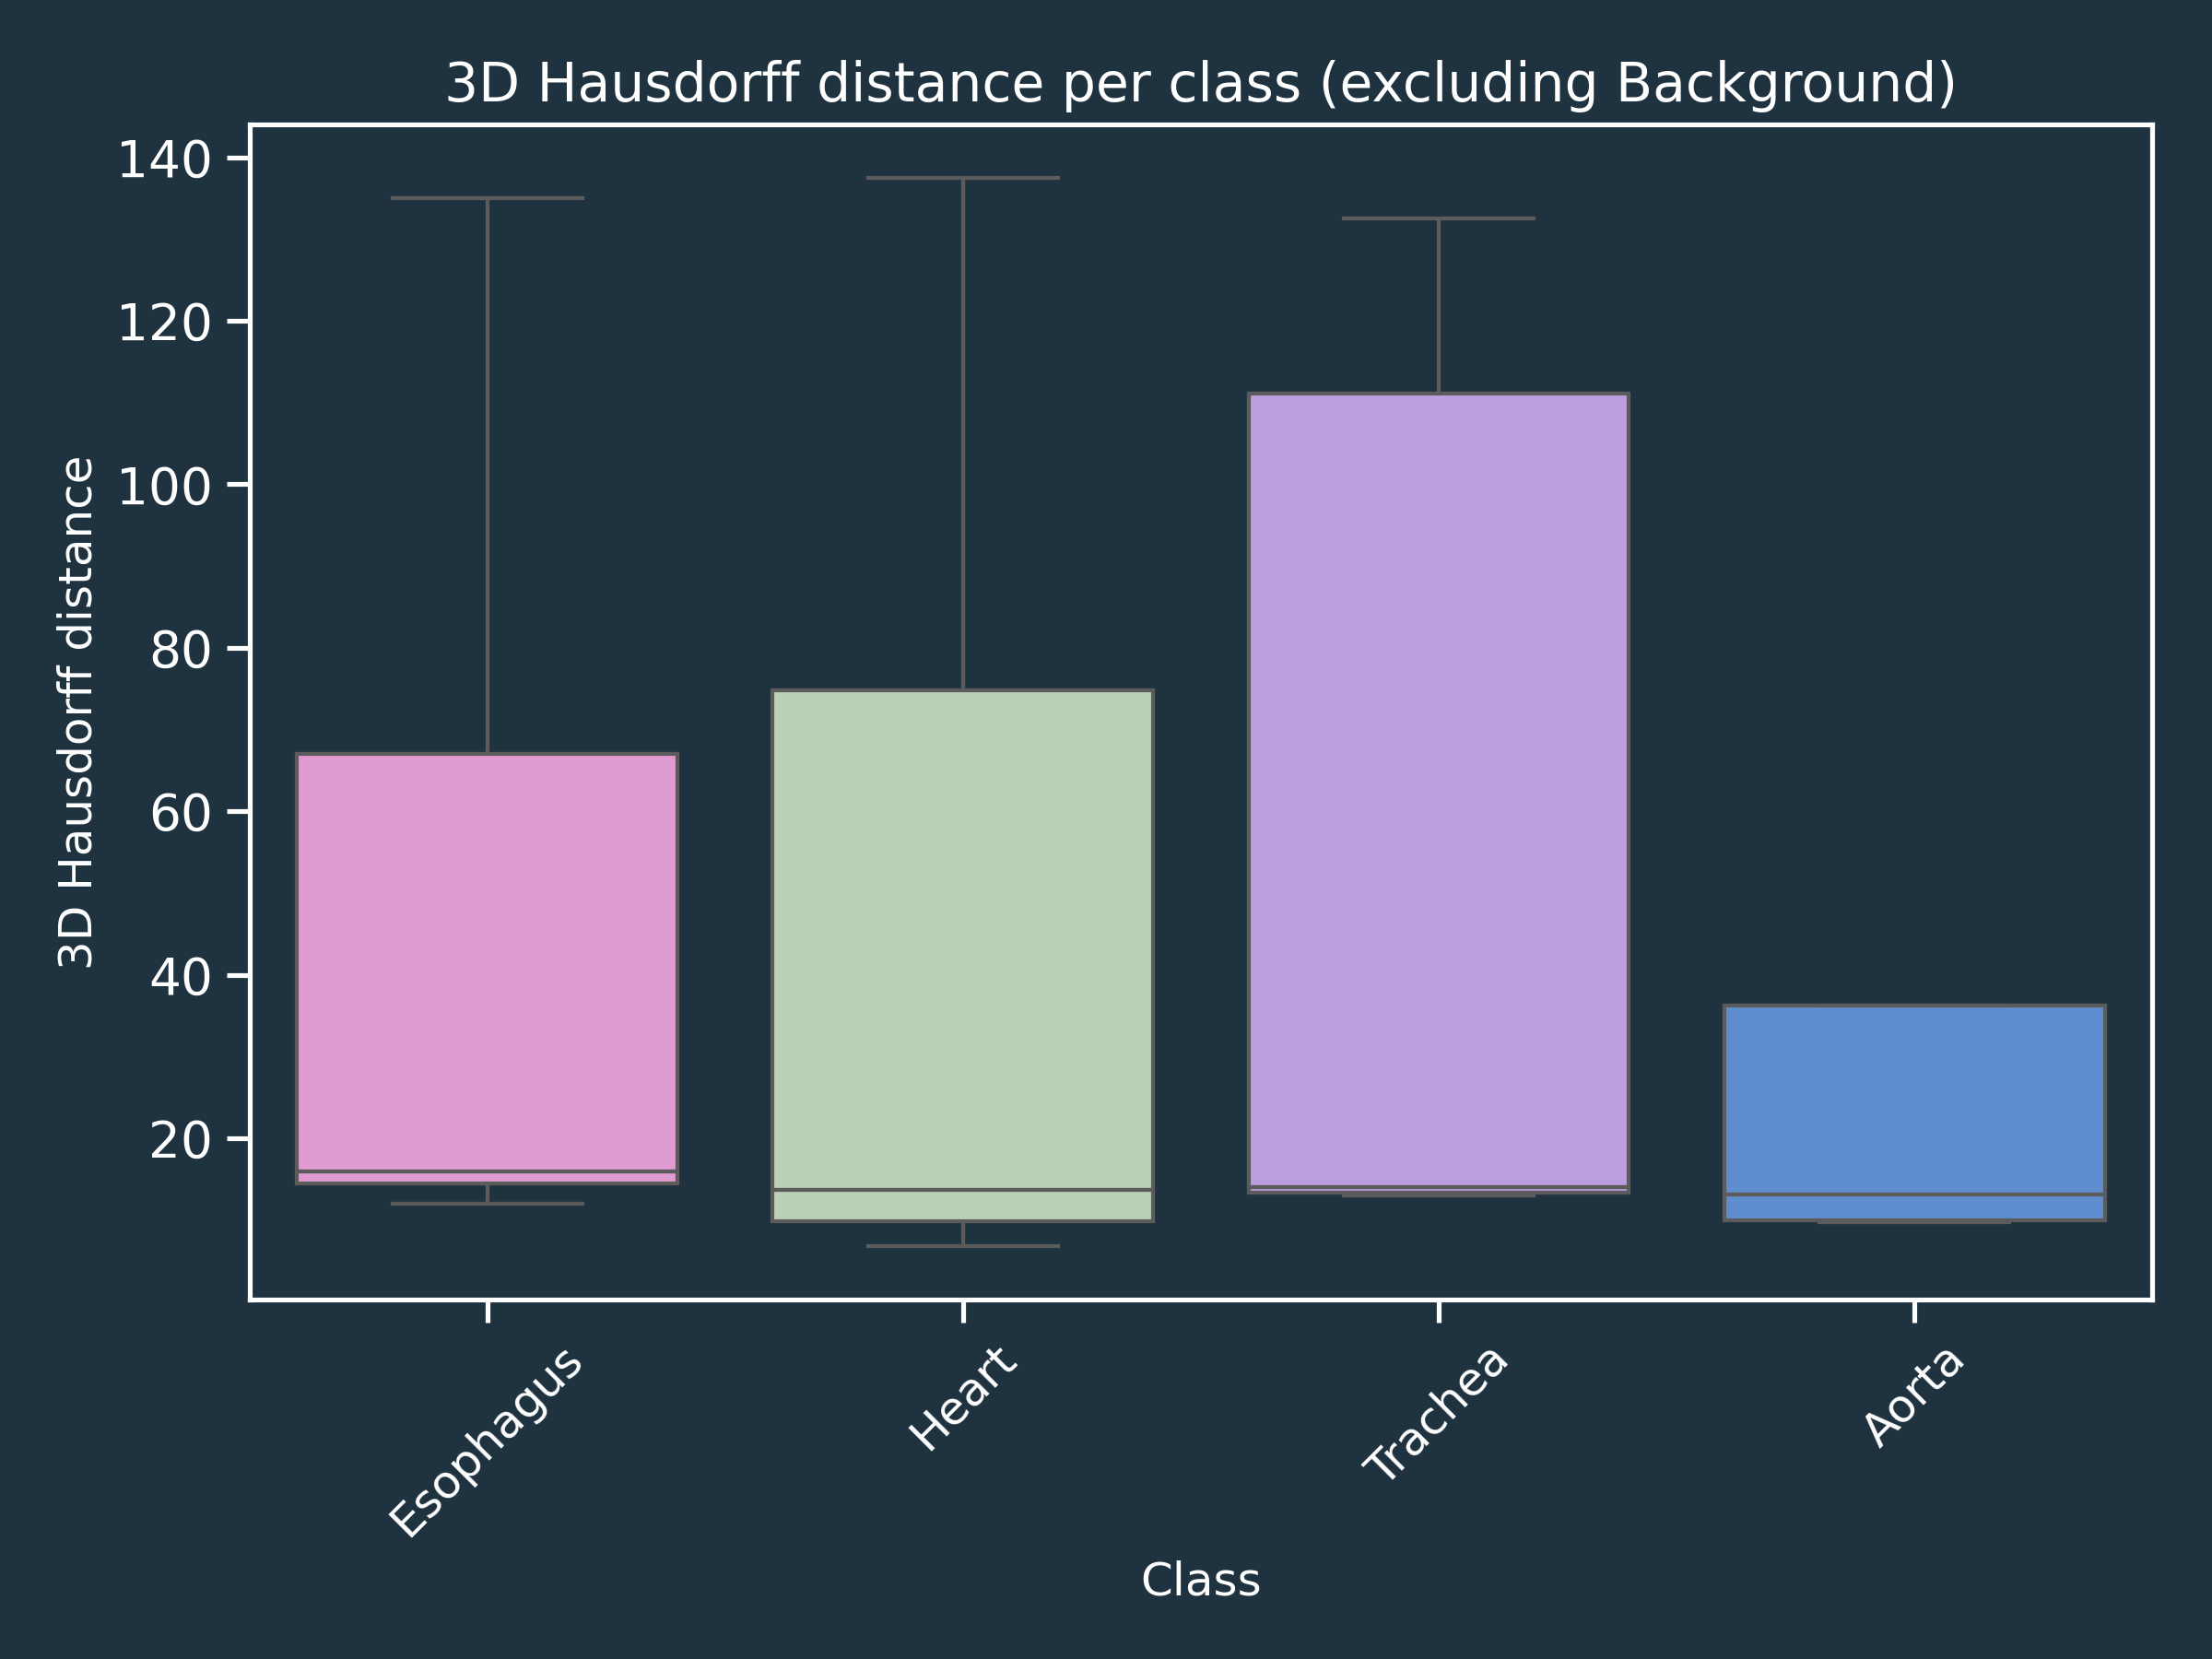 3D Hausdorff distance per class (excluding Background)
3D Hausdorff distance
140
120
100
80
60
40
20
Esophagus
Heart
Trachea
Aorta
Class